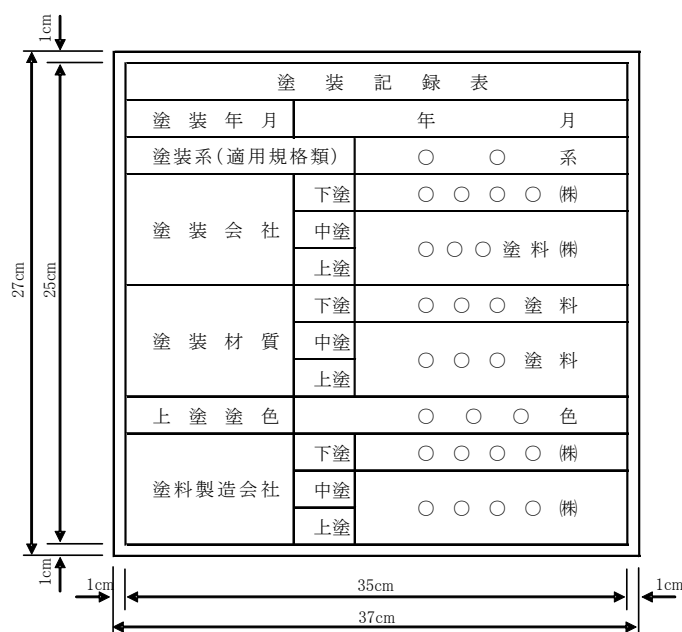 1cm
塗装記録表
塗装年月 年 月
塗装系(適用規格類) ○ ○ 系
塗装会社 下塗 ○○○○㈱
中塗 ○○○塗料㈱
上塗
塗装材質 下塗 ○○○塗料
中塗 ○○○塗料
上塗
上塗塗色 ○ ○ ○ 色
塗料製造会社 下塗 ○○○○㈱
中塗 ○○○○㈱
上塗
27cm
25cm
1cm
1cm 35cm 1cm
37cm